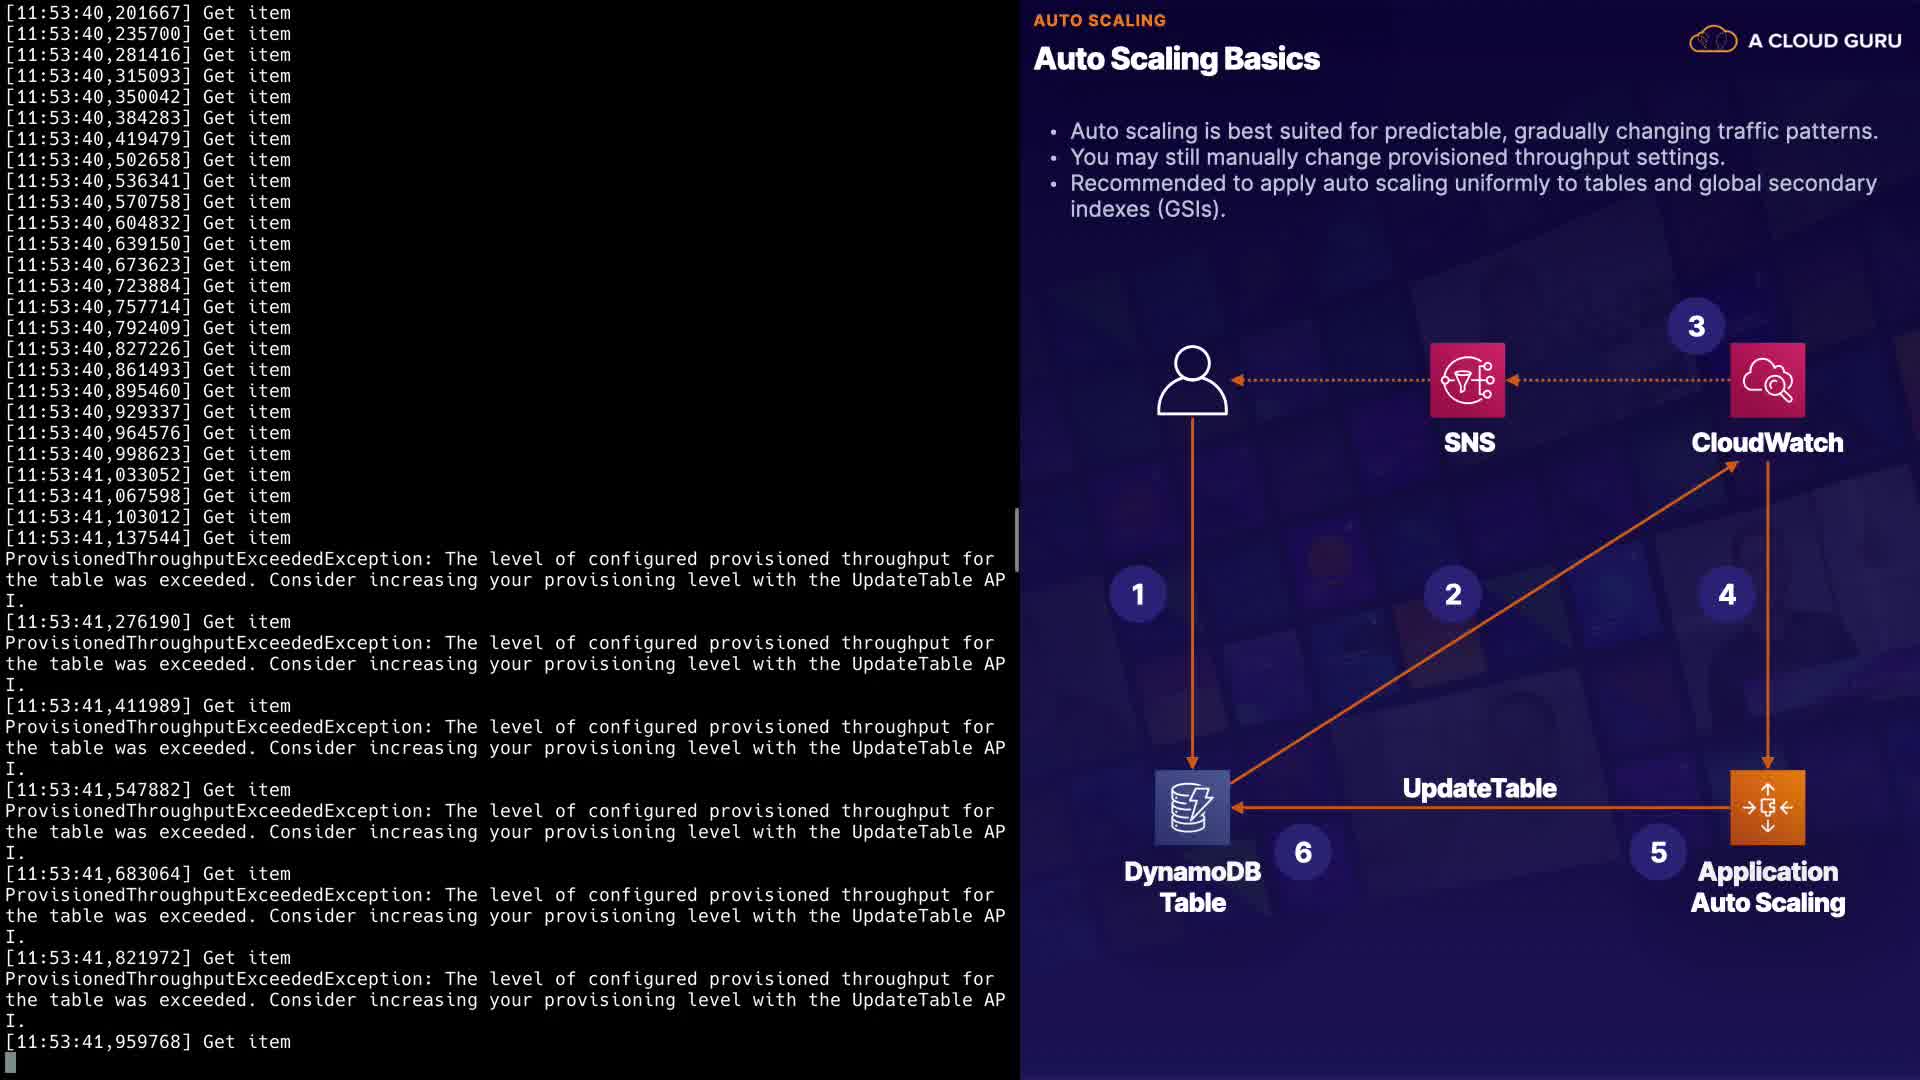 [11:53:40,201667] Get item
[11:53:40,235700] Get item
[11:53:40,281416] Get item
[11:53:40,315093] Get item
[11:53:40,350042] Get item
[11:53:40,384283] Get item
[11:53:40,419479] Get item
[11:53:40,502658] Get item
[11:53:40,536341] Get item
[11:53:40,570758] Get item
[11:53:40,604832] Get item
[11:53:40,639150] Get item
[11:53:40,673623] Get item
[11:53:40,723884] Get item
[11:53:40,757714] Get item
[11:53:40,792409] Get item
[11:53:40,827226] Get item
[11:53:40,861493] Get item
[11:53:40,895460] Get item
[11:53:40,929337] Get item
[11:53:40,964576] Get item
[11:53:40,998623] Get item
[11:53:41,033052] Get item
[11:53:41,067598] Get item
[11:53:41,103012] Get item
[11:53:41,137544] Get item
ProvisionedThroughputExceededException: The level of configured provisioned throughput for
the table was exceeded. Consider increasing your provisioning level with the UpdateTable AP
I.
[11:53:41,276190] Get item
ProvisionedThroughputExceededException: The level of configured provisioned throughput for
the table was exceeded. Consider increasing your provisioning level with the UpdateTable AP
I.
[11:53:41,411989] Get item
ProvisionedThroughputExceededException: The level of configured provisioned throughput for
the table was exceeded. Consider increasing your provisioning level with the UpdateTable AP
I.
[11:53:41,547882] Get item
ProvisionedThroughputExceededException: The level of configured provisioned throughput for
the table was exceeded. Consider increasing your provisioning level with the UpdateTable AP
I.
[11:53:41,683064] Get item
ProvisionedThroughputExceededException: The level of configured provisioned throughput for
the table was exceeded. Consider increasing your provisioning level with the UpdateTable AP
I.
[11:53:41,821972] Get item
ProvisionedThroughputExceededException: The level of configured provisioned throughput for
the table was exceeded. Consider increasing your provisioning level with the UpdateTable AP
I.
[11:53:41,959768] Get item
AUTO SCALING
Auto Scaling Basics
A CLOUD GURU
• Auto scaling is best suited for predictable, gradually changing traffic patterns.
• You may still manually change provisioned throughput settings.
• Recommended to apply auto scaling uniformly to tables and global secondary
indexes (GSIs).
3
SNS
CloudWatch
1
2
4
UpdateTable
6
5
DynamoDB
Table
Application
Auto Scaling